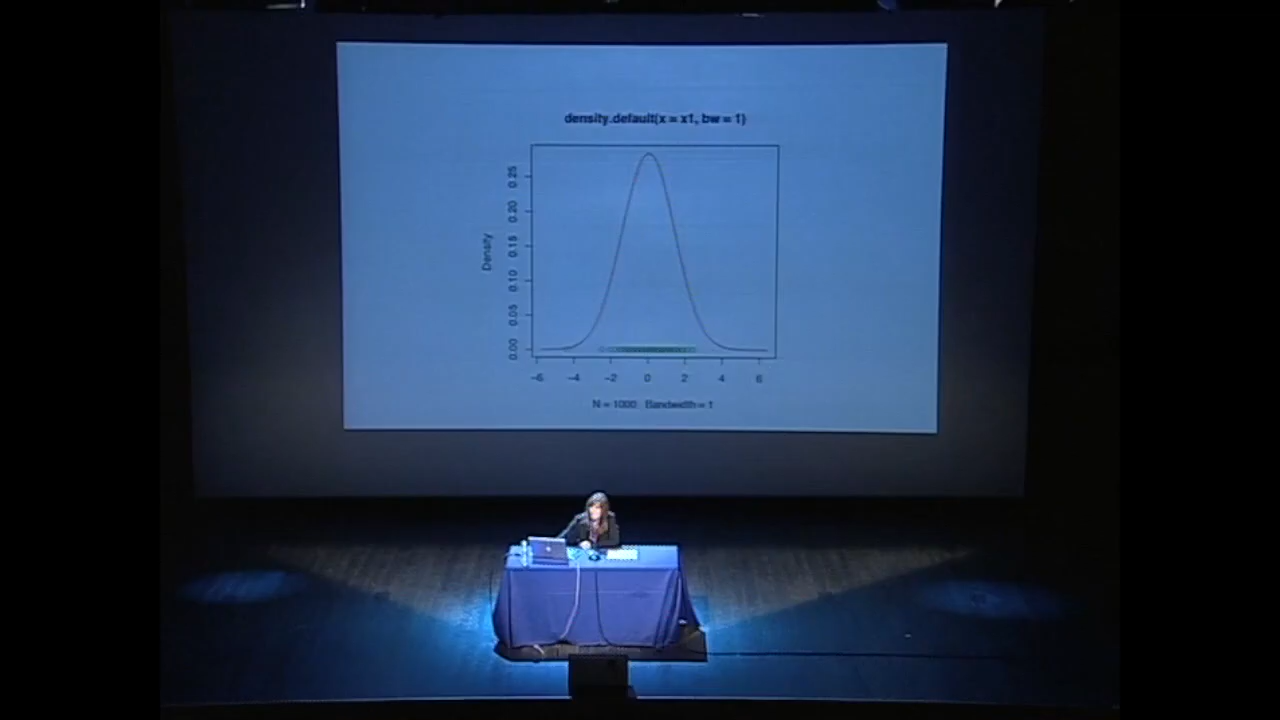 density.default(x = x1, bw = 1)
Density
0.25
0.20
0.15
0.10
0.05
0.00
−6 −4 −2 0 2 4 6
N = 1000 Bandwidth = 1